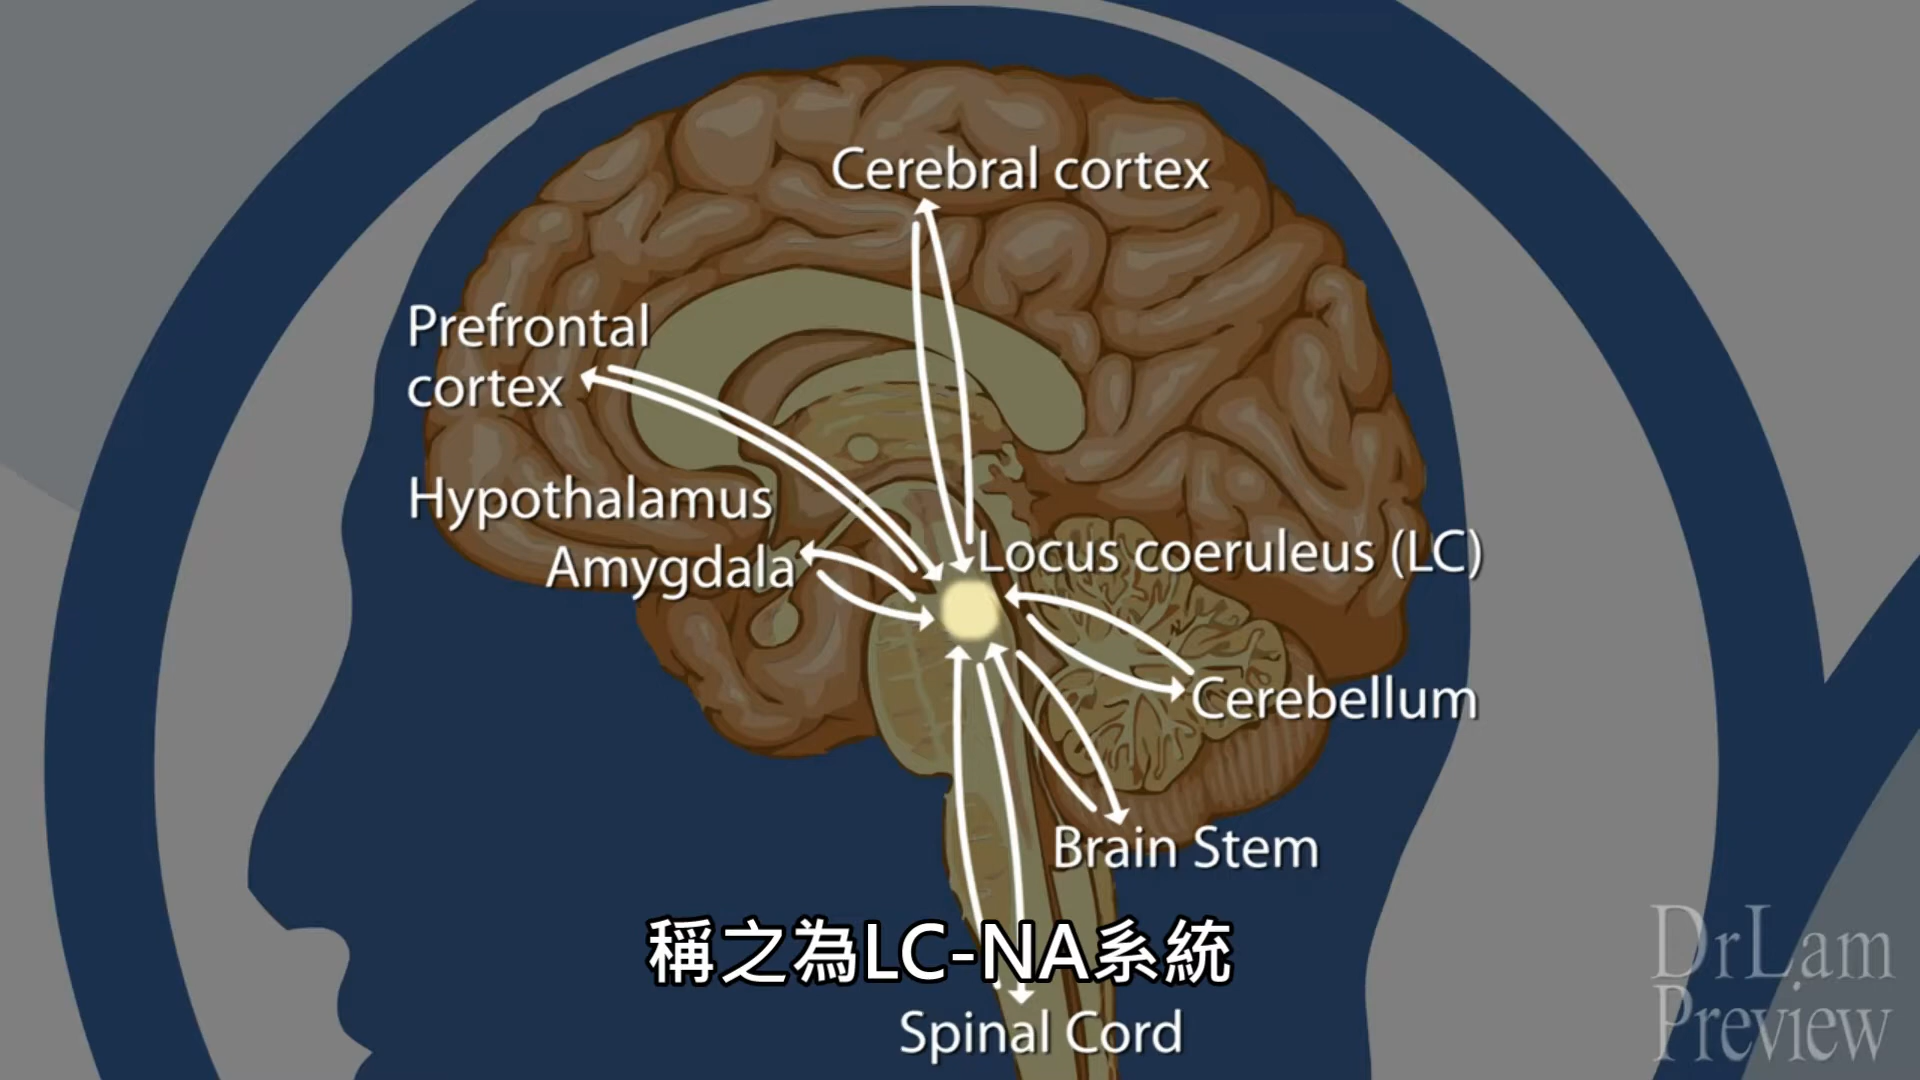 Cerebral cortex
Prefrontal
cortex
Hypothalamus
Amygdala
Locus coeruleus (LC)
Cerebellum
Brain Stem
稱之為LC-NA系統
Spinal Cord
DrLam
Preview